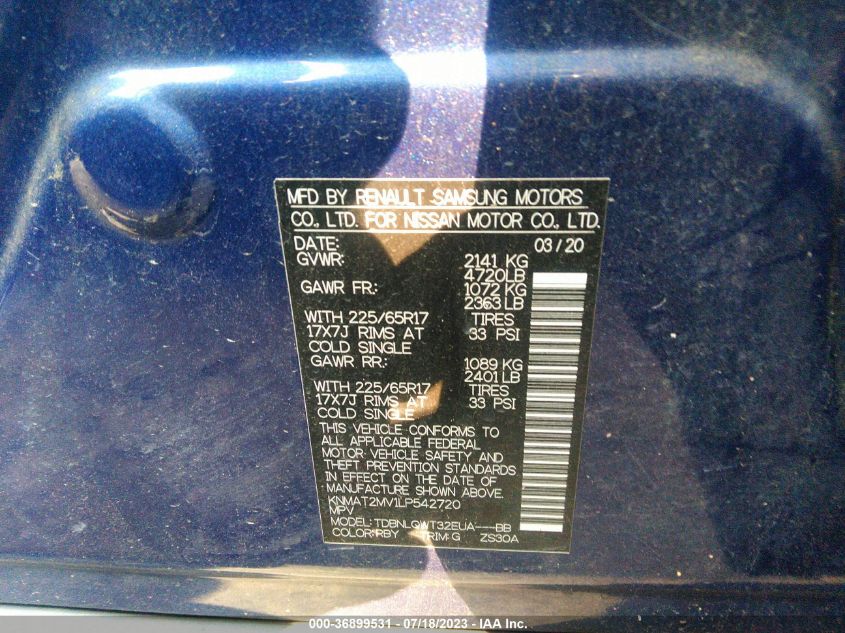 MFD BY RENAULT SAMSUNG MOTORS
CO., LTD. FOR NISSAN MOTOR CO., LTD.
DATE: 03/20
GVWR: 2141 KG
4720LB
GAWR FR: 1072 KG
2363 LB
WITH 225/65R17 TIRES
17X7J RIMS AT 33 PSI
COLD SINGLE
GAWR RR: 1089 KG
2401 LB
WITH 225/65R17 TIRES
17X7J RIMS AT 33 PSI
COLD SINGLE
THIS VEHICLE CONFORMS TO
ALL APPLICABLE FEDERAL
MOTOR VEHICLE SAFETY AND
THEFT PREVENTION STANDARDS
IN EFFECT ON THE DATE OF
MANUFACTURE SHOWN ABOVE.
KNMAT2MV1LP542720
MPV
MODEL: TDBNLQWT32EUA---BB
COLOR:RBY TRIM:G ZS30A
000-36899531 - 07/18/2023 - IAA Inc.